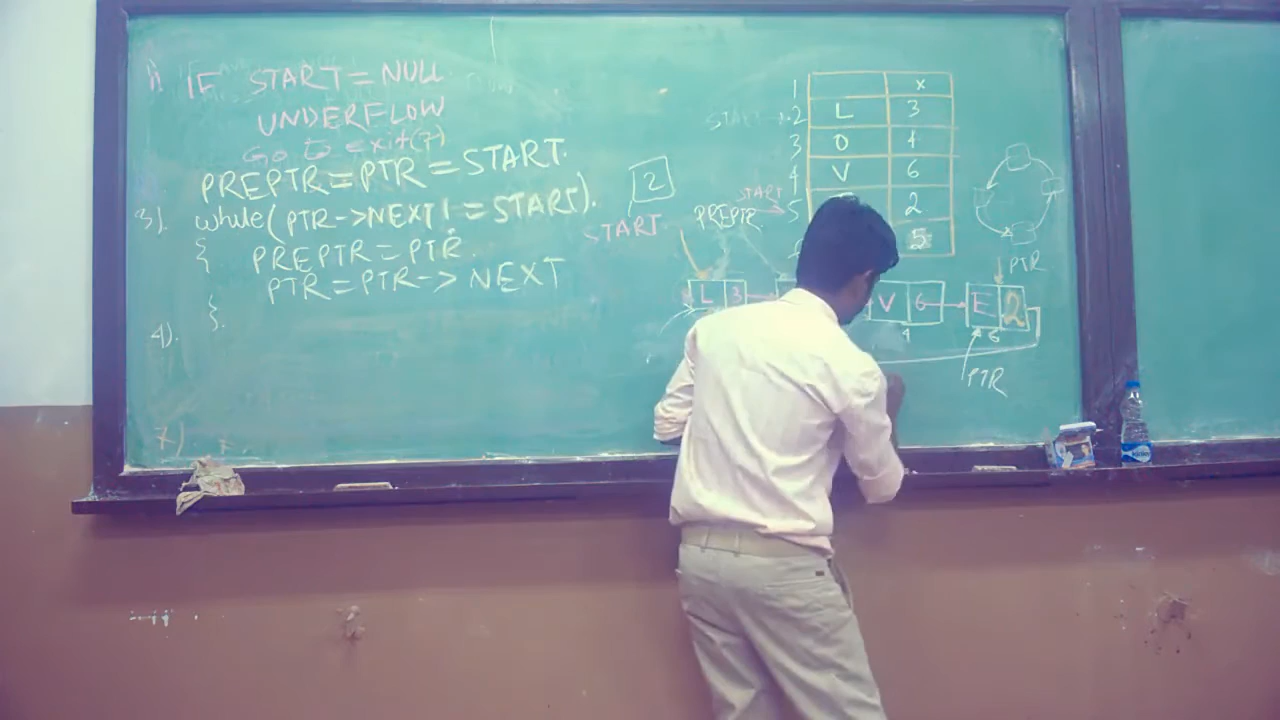 1) IF START = NULL
UNDERFLOW
Go to exit(7)
PREPTR = PTR = START.
3). while( PTR->NEXT != START).
{ PREPTR = PTR.
PTR = PTR -> NEXT
}.
4).
7)
2
START
PREPTR
START
START
1 X
2 L 3
3 O 4
4 V 6
5 2
5
PTR
L 3
V 6
4
E 2
6
PTR